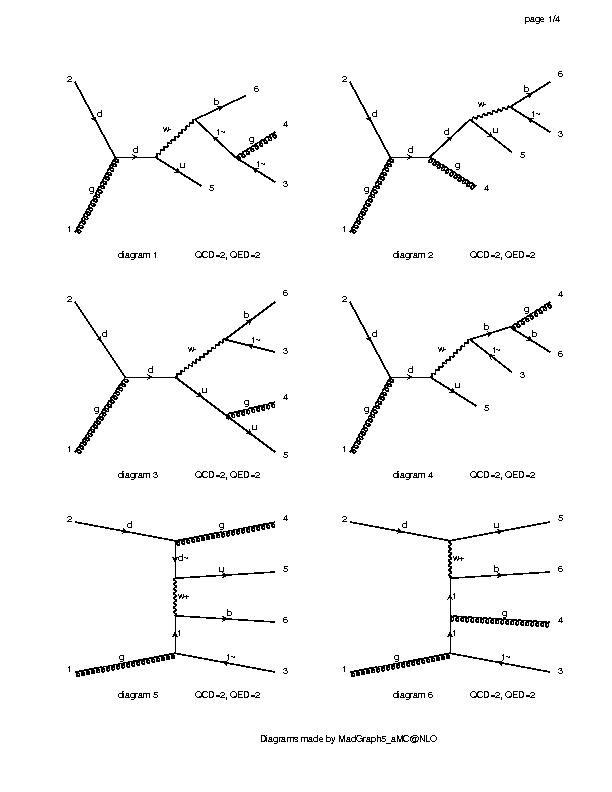 page 1/4
2 d g 1 d w- b 6 t~ g 4 t~ 3 u 5
diagram 1 QCD=2, QED=2
2 d g 1 d d g 4 w- u 5 b 6 t~ 3
diagram 2 QCD=2, QED=2
2 d g 1 d w- b 6 t~ 3 u g 4 u 5
diagram 3 QCD=2, QED=2
2 d g 1 d w- u 5 b g 4 b 6 t~ 3
diagram 4 QCD=2, QED=2
2 d g 4 d~ u 5 w+ b 6 t 1 g t~ 3
diagram 5 QCD=2, QED=2
2 d u 5 w+ b 6 t g 4 t 1 g t~ 3
diagram 6 QCD=2, QED=2
Diagrams made by MadGraph5_aMC@NLO